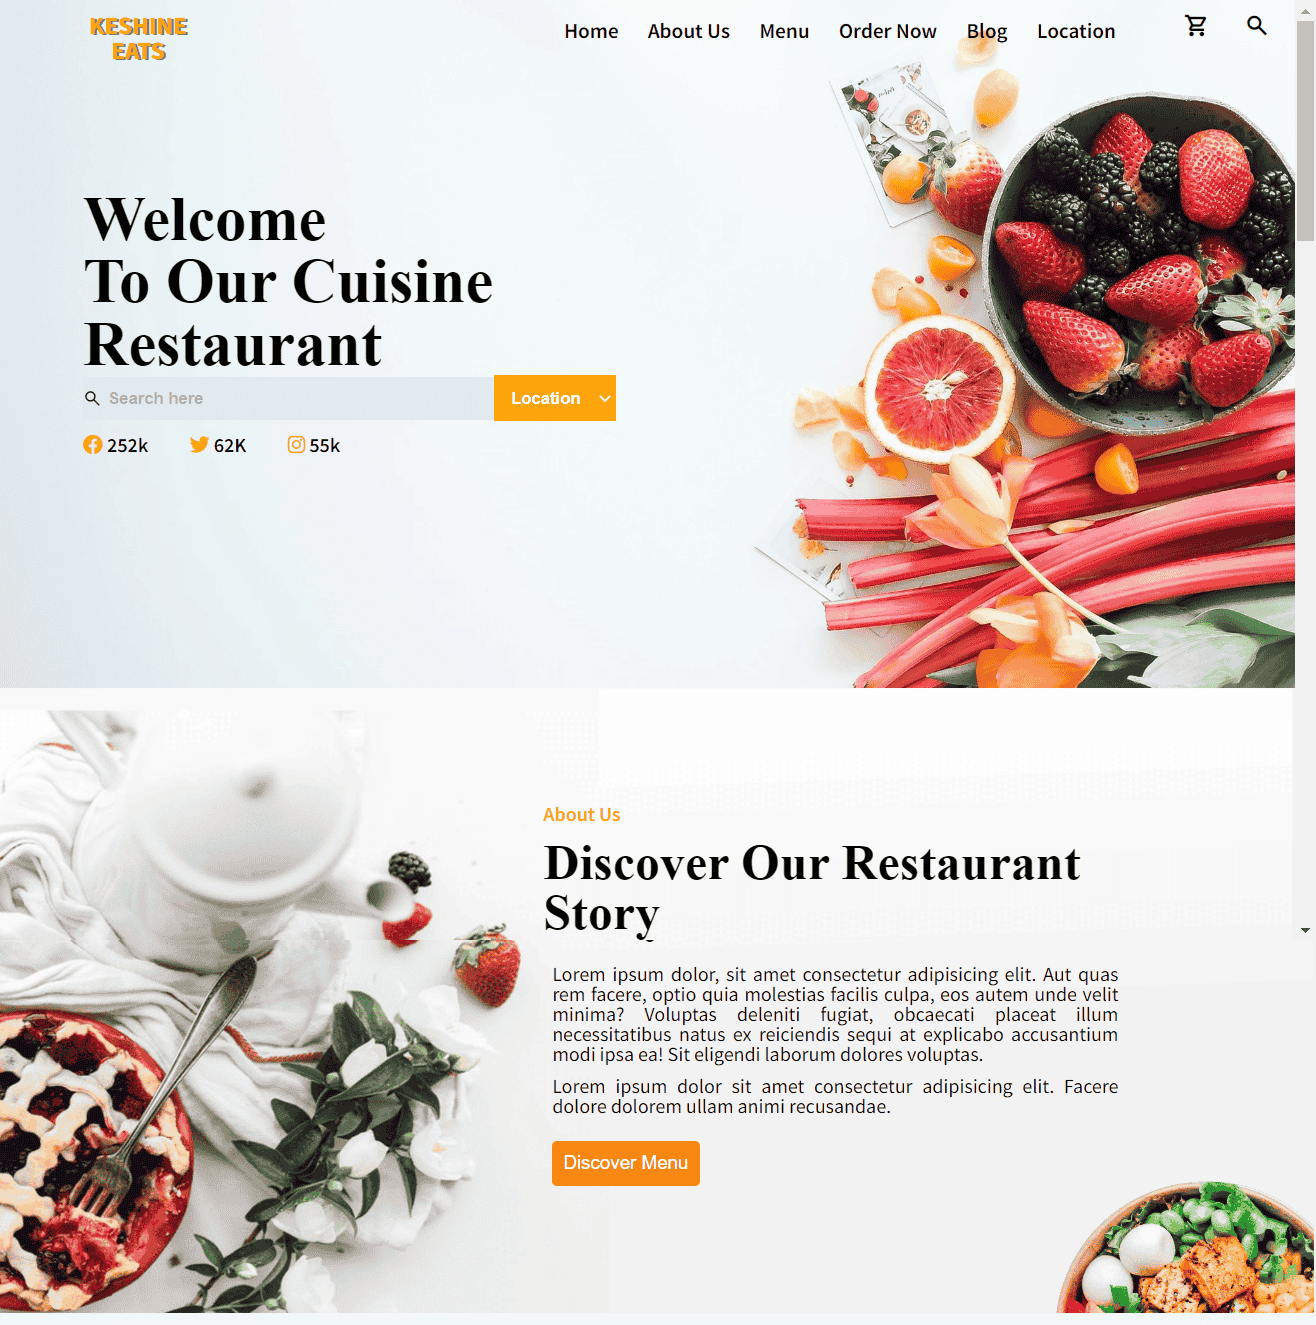 KESHINE
EATS
Home About Us Menu Order Now Blog Location
Welcome
To Our Cuisine
Restaurant
Search here Location
252k 62K 55k
About Us
Discover Our Restaurant
Story
Lorem ipsum dolor, sit amet consectetur adipisicing elit. Aut quas
rem facere, optio quia molestias facilis culpa, eos autem unde velit
minima? Voluptas deleniti fugiat, obcaecati placeat illum
necessitatibus natus ex reiciendis sequi at explicabo accusantium
modi ipsa ea! Sit eligendi laborum dolores voluptas.
Lorem ipsum dolor sit amet consectetur adipisicing elit. Facere
dolore dolorem ullam animi recusandae.
Discover Menu